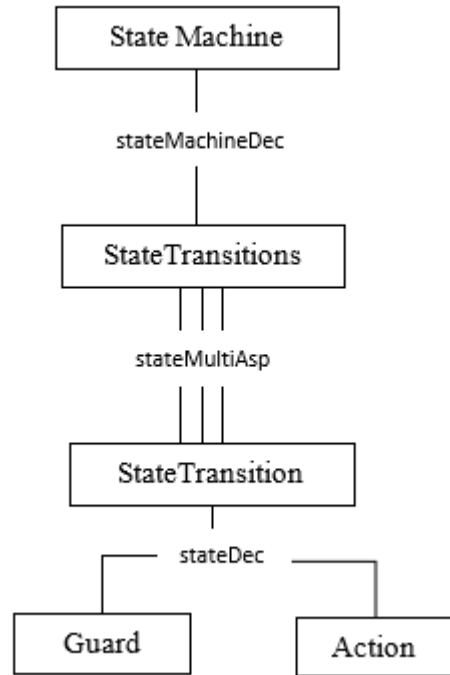 State Machine
stateMachineDec
StateTransitions
stateMultiAsp
StateTransition
stateDec
Guard
Action